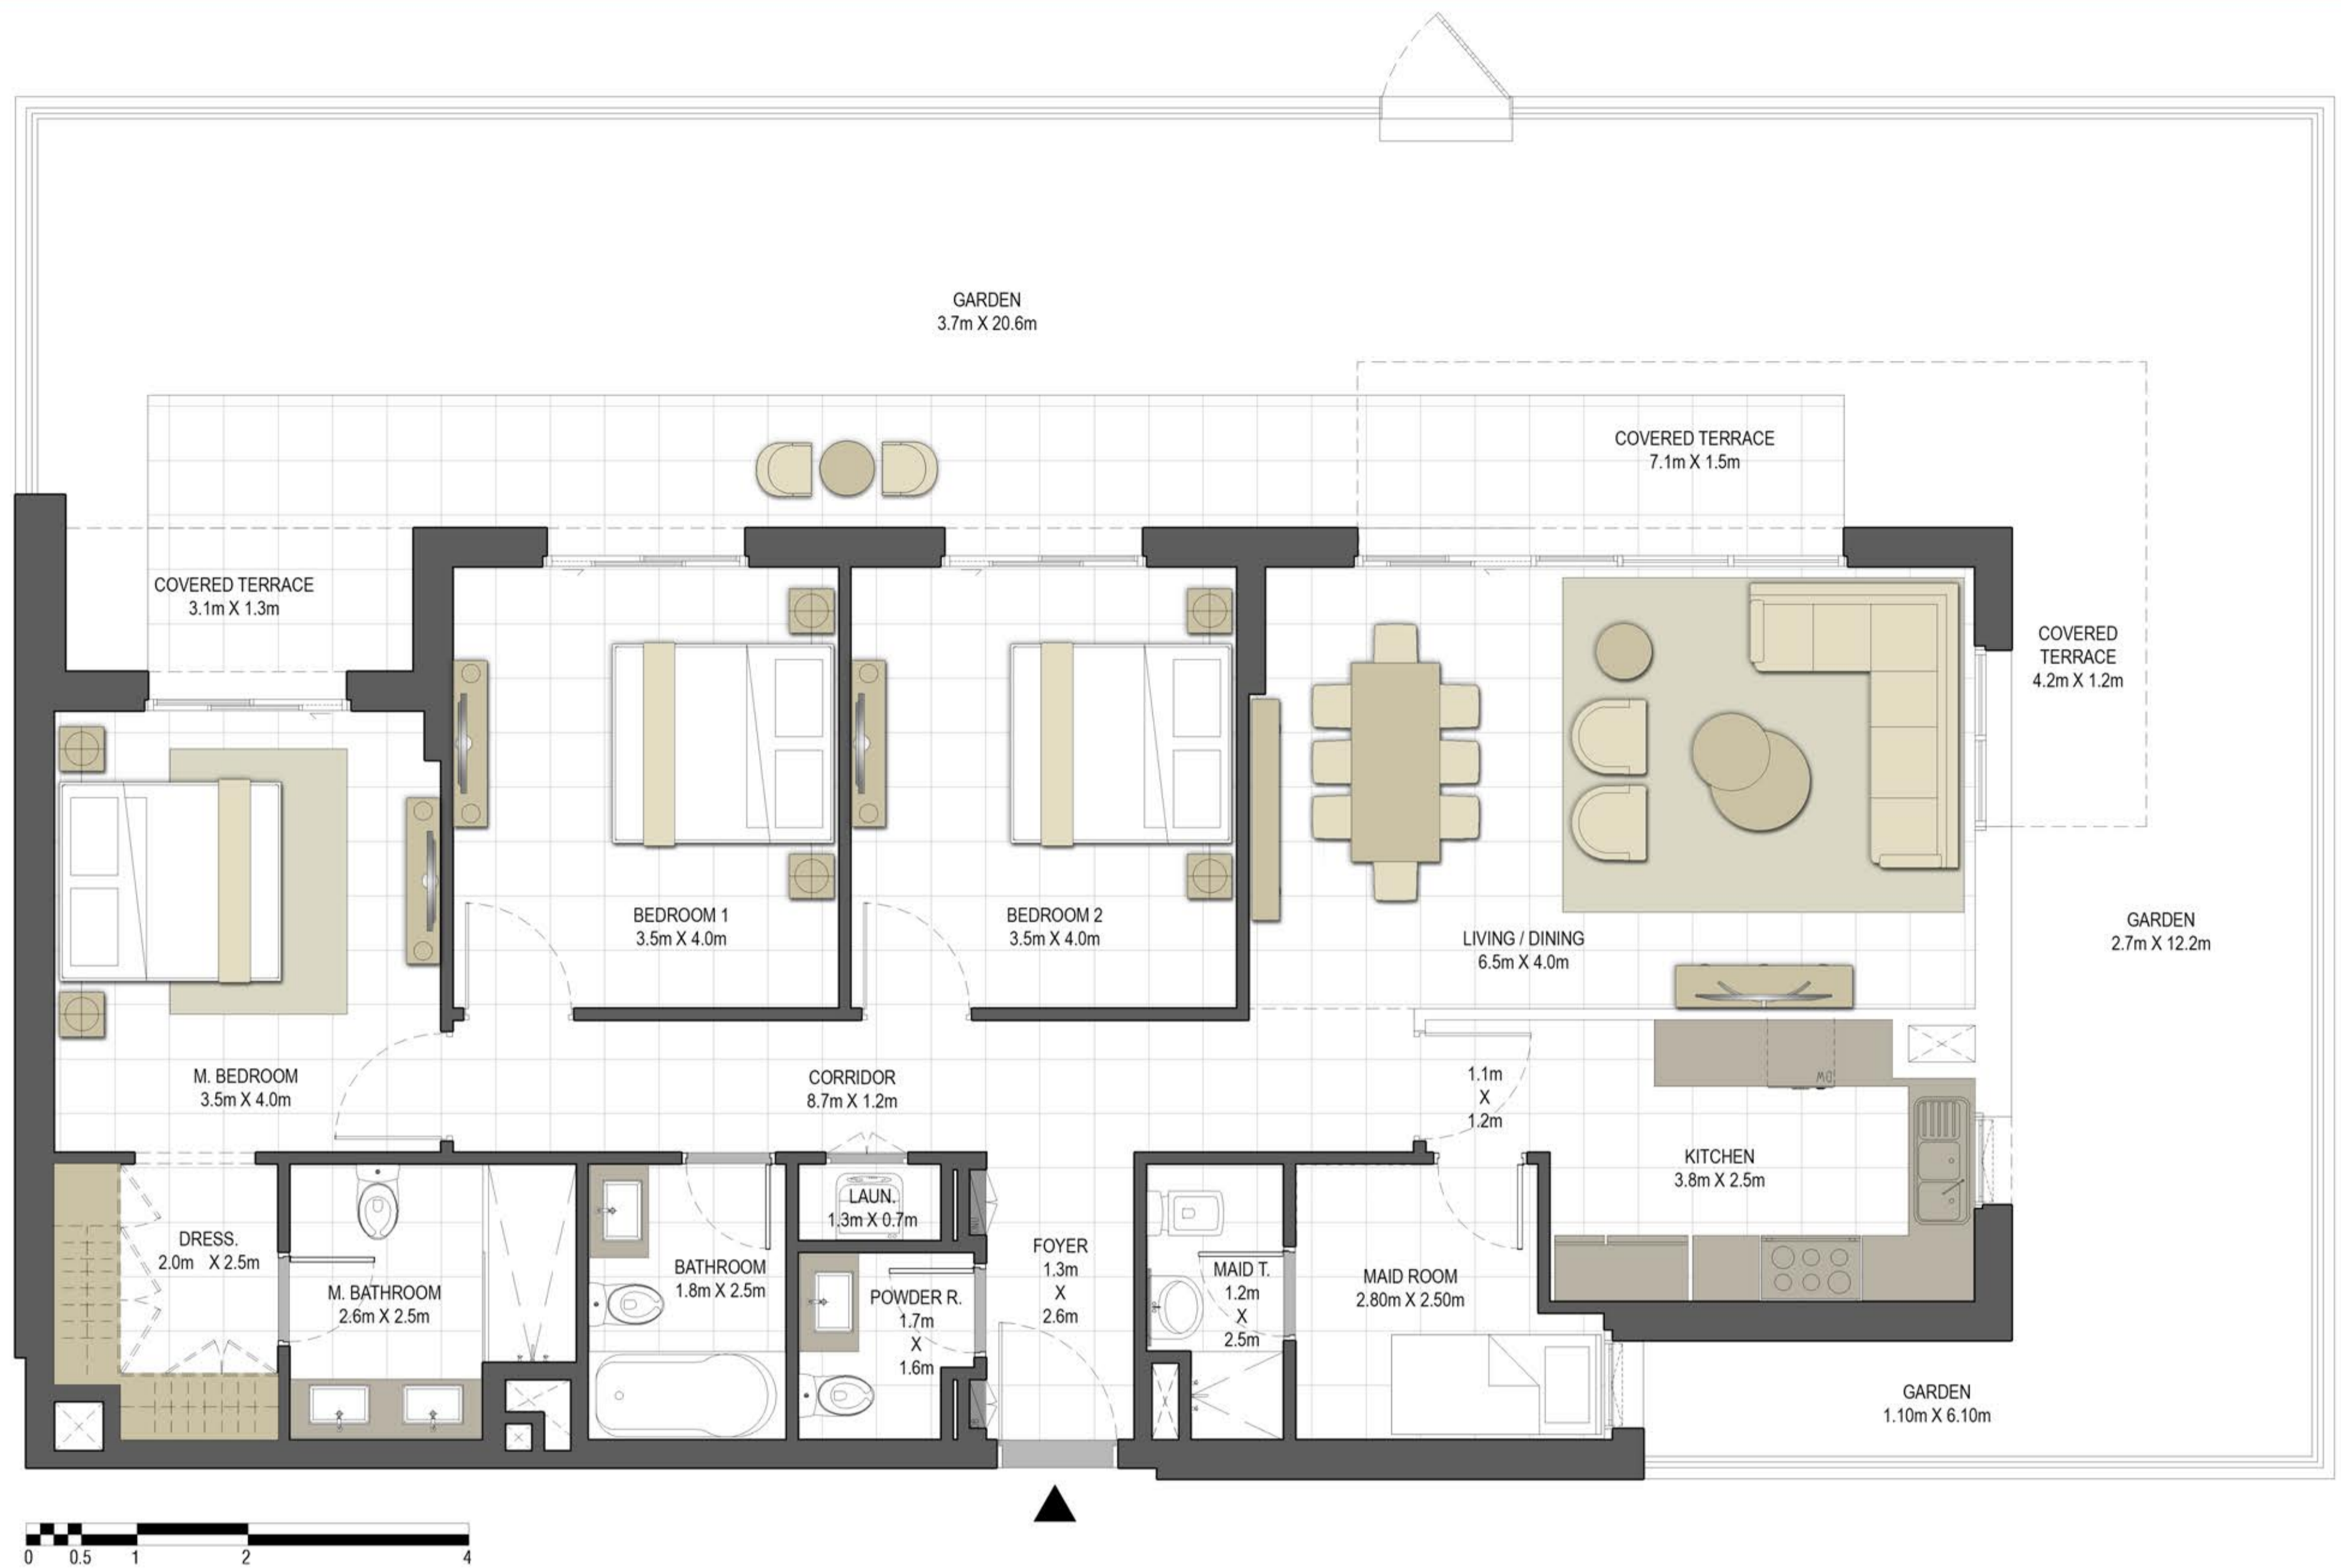 GARDEN
3.7m X 20.6m
COVERED TERRACE
7.1m X 1.5m
COVERED TERRACE
3.1m X 1.3m
COVERED
TERRACE
4.2m X 1.2m
BEDROOM 1
3.5m X 4.0m
BEDROOM 2
3.5m X 4.0m
LIVING / DINING
6.5m X 4.0m
GARDEN
2.7m X 12.2m
M. BEDROOM
3.5m X 4.0m
CORRIDOR
8.7m X 1.2m
1.1m
X
1.2m
DW
KITCHEN
3.8m X 2.5m
DRESS.
2.0m X 2.5m
M. BATHROOM
2.6m X 2.5m
BATHROOM
1.8m X 2.5m
LAUN.
1.3m X 0.7m
POWDER R.
1.7m
X
1.6m
FOYER
1.3m
X
2.6m
MAID T.
1.2m
X
2.5m
MAID ROOM
2.80m X 2.50m
GARDEN
1.10m X 6.10m
0 0.5 1 2 4